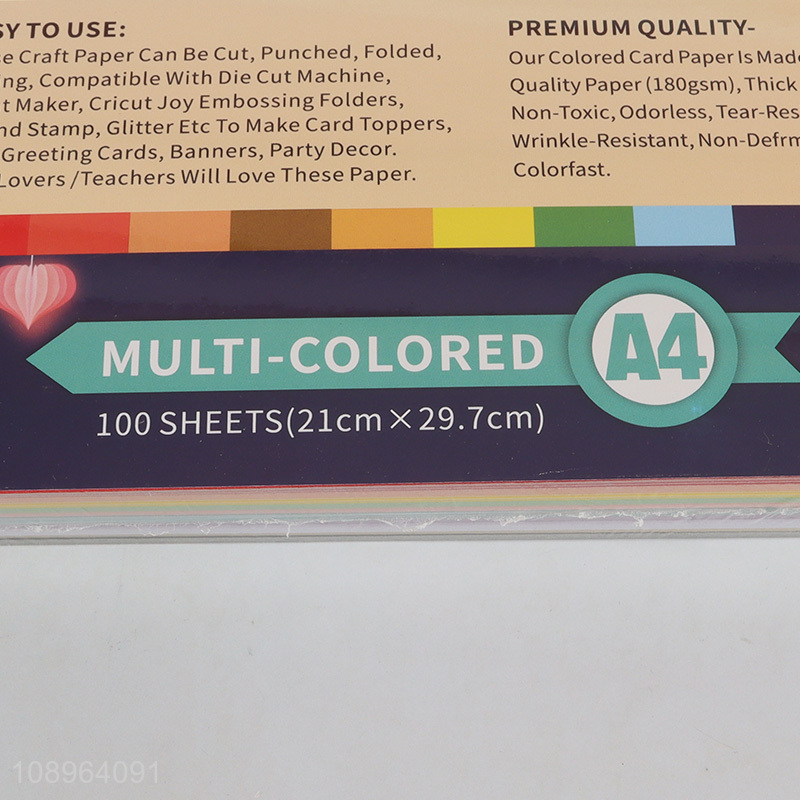 SY TO USE:
se Craft Paper Can Be Cut, Punched, Folded,
ing, Compatible With Die Cut Machine,
t Maker, Cricut Joy Embossing Folders,
nd Stamp, Glitter Etc To Make Card Toppers,
Greeting Cards, Banners, Party Decor.
Lovers /Teachers Will Love These Paper.
PREMIUM QUALITY-
Our Colored Card Paper Is Made
Quality Paper (180gsm), Thick
Non-Toxic, Odorless, Tear-Res
Wrinkle-Resistant, Non-Defrm
Colorfast.
MULTI-COLORED
A4
100 SHEETS(21cm×29.7cm)
108964091